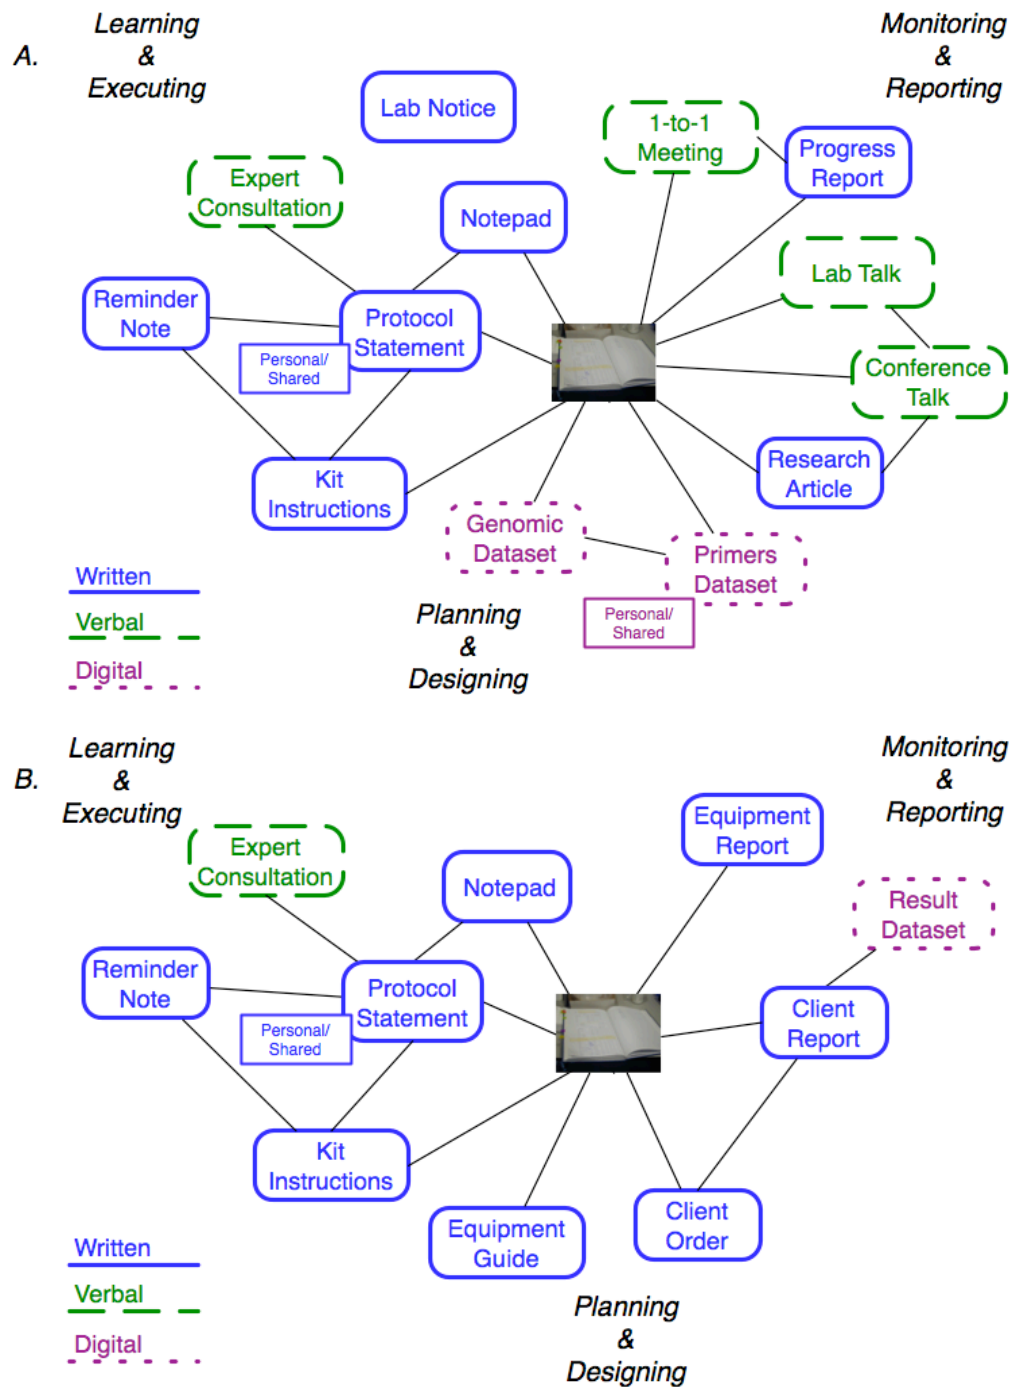 A.
Learning
&
Executing
Monitoring
&
Reporting
Lab Notice
1-to-1
Meeting
Progress
Report
Expert
Consultation
Notepad
Lab Talk
Reminder
Note
Protocol
Statement
Personal/
Shared
Conference
Talk
Kit
Instructions
Research
Article
Genomic
Dataset
Primers
Dataset
Personal/
Shared
Written
Verbal
Digital
Planning
&
Designing
B.
Learning
&
Executing
Monitoring
&
Reporting
Equipment
Report
Expert
Consultation
Notepad
Result
Dataset
Reminder
Note
Protocol
Statement
Personal/
Shared
Client
Report
Kit
Instructions
Equipment
Guide
Client
Order
Written
Verbal
Digital
Planning
&
Designing